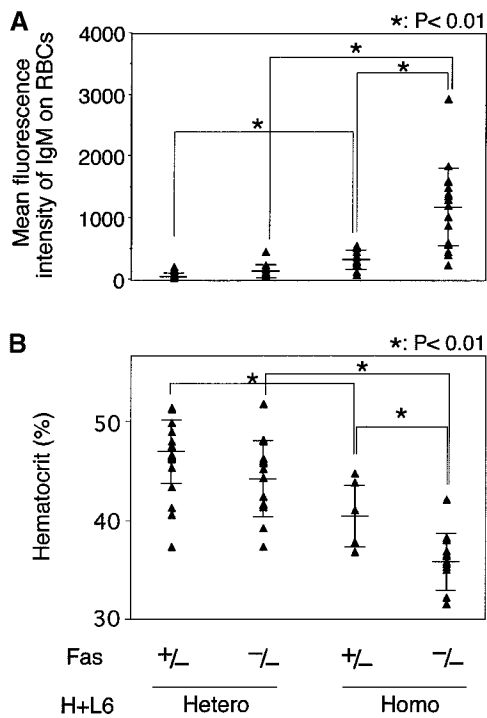 A
*: P< 0.01
Mean fluorescence
intensity of IgM on RBCs
4000
3000
2000
1000
0
*
*
*
B
*: P< 0.01
Hematocrit (%)
50
40
30
*
*
*
Fas +/– –/– +/– –/–
H+L6 Hetero Homo